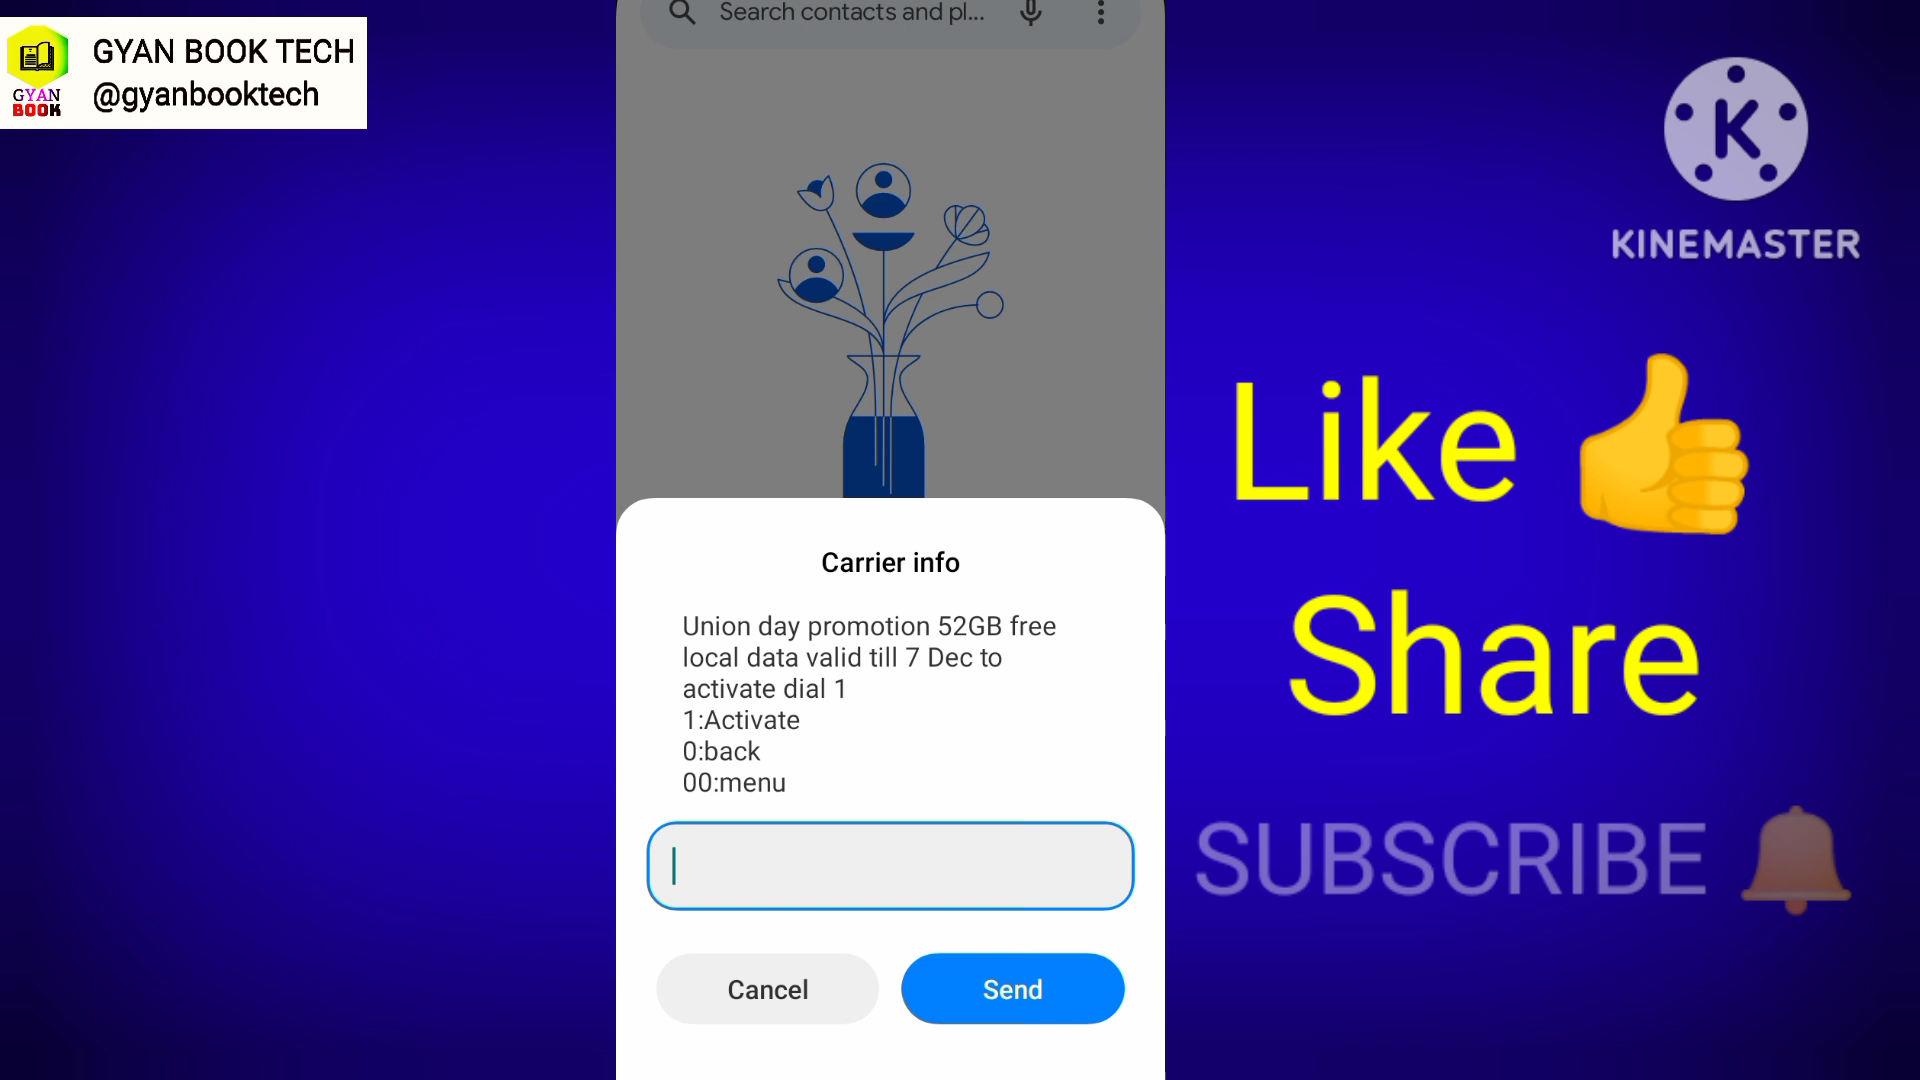 GYAN BOOK TECH
@gyanbooktech
GYAN
BOOK
Search contacts and pl...
K
KINEMASTER
Like
Share
SUBSCRIBE
Carrier info
Union day promotion 52GB free
local data valid till 7 Dec to
activate dial 1
1:Activate
0:back
00:menu
Cancel
Send